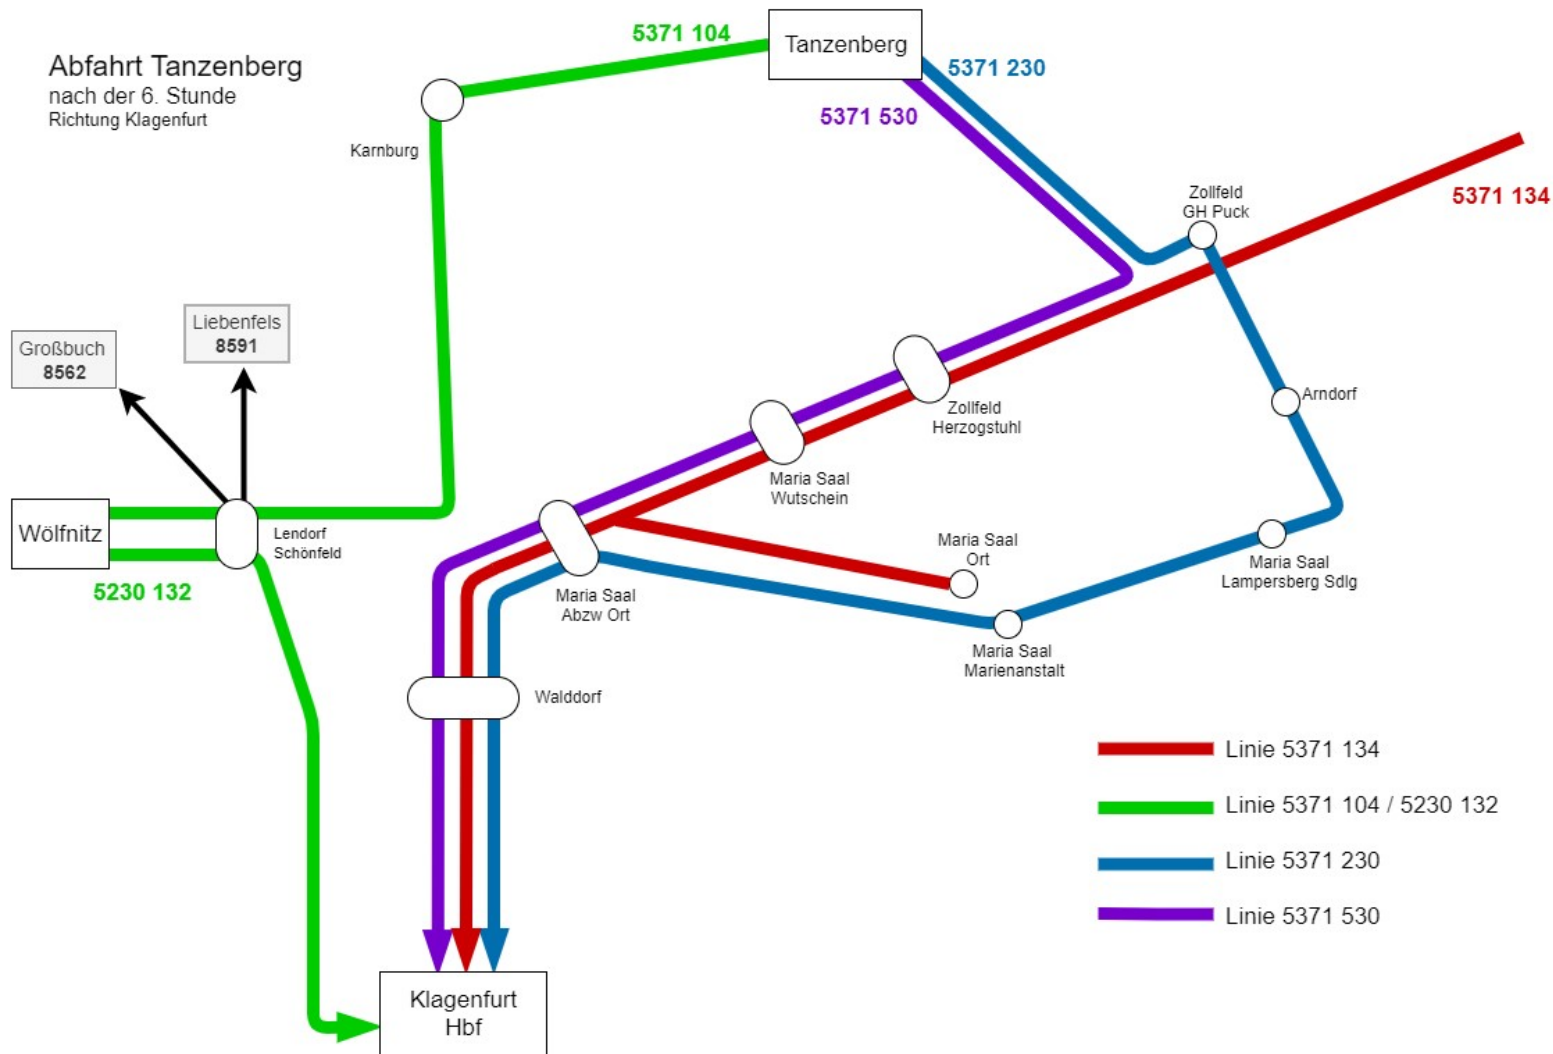 Abfahrt Tanzenberg
nach der 6. Stunde
Richtung Klagenfurt
5371 104
Tanzenberg
5371 230
5371 530
Karnburg
Zollfeld
GH Puck
5371 134
Liebenfels
8591
Großbuch
8562
Zollfeld
Herzogstuhl
Arndorf
Maria Saal
Wutschein
Wölfnitz
Lendorf
Schönfeld
5230 132
Maria Saal
Ort
Maria Saal
Lampersberg Sdlg
Maria Saal
Abzw Ort
Maria Saal
Marienanstalt
Walddorf
Linie 5371 134
Linie 5371 104 / 5230 132
Linie 5371 230
Linie 5371 530
Klagenfurt
Hbf